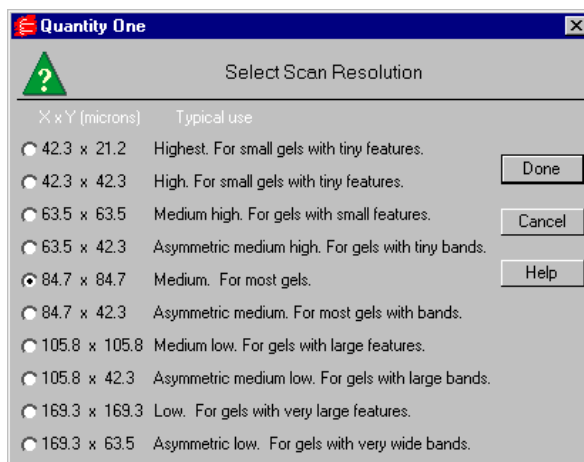 Quantity One
?
Select Scan Resolution
X x Y (microns) Typical use
42.3 x 21.2 Highest. For small gels with tiny features.
42.3 x 42.3 High. For small gels with tiny features.
63.5 x 63.5 Medium high. For gels with small features.
63.5 x 42.3 Asymmetric medium high. For gels with tiny bands.
84.7 x 84.7 Medium. For most gels.
84.7 x 42.3 Asymmetric medium. For most gels with bands.
105.8 x 105.8 Medium low. For gels with large features.
105.8 x 42.3 Asymmetric medium low. For gels with large bands.
169.3 x 169.3 Low. For gels with very large features.
169.3 x 63.5 Asymmetric low. For gels with very wide bands.
Done
Cancel
Help